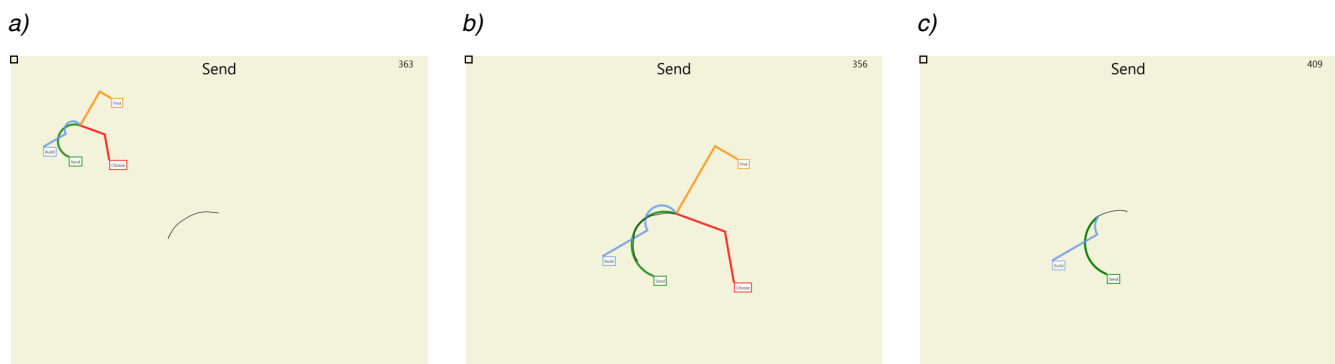 a)
b)
c)
Send
363
Find
Build
Send
Choose
Send
356
Find
Build
Send
Choose
Send
409
Build
Send